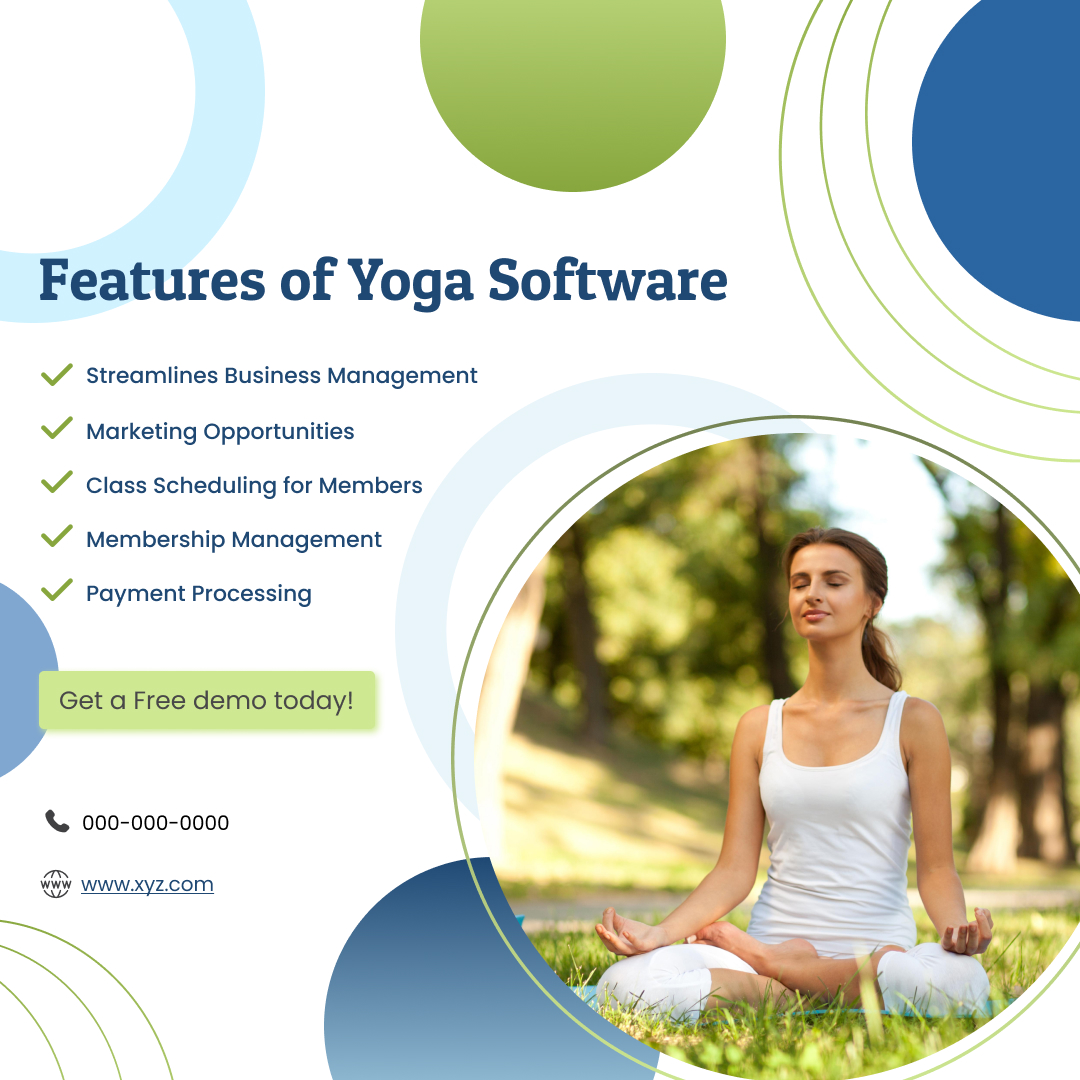 Features of Yoga Software
Streamlines Business Management
Marketing Opportunities
Class Scheduling for Members
Membership Management
Payment Processing
Get a Free demo today!
000-000-0000
WWW
www.xyz.com